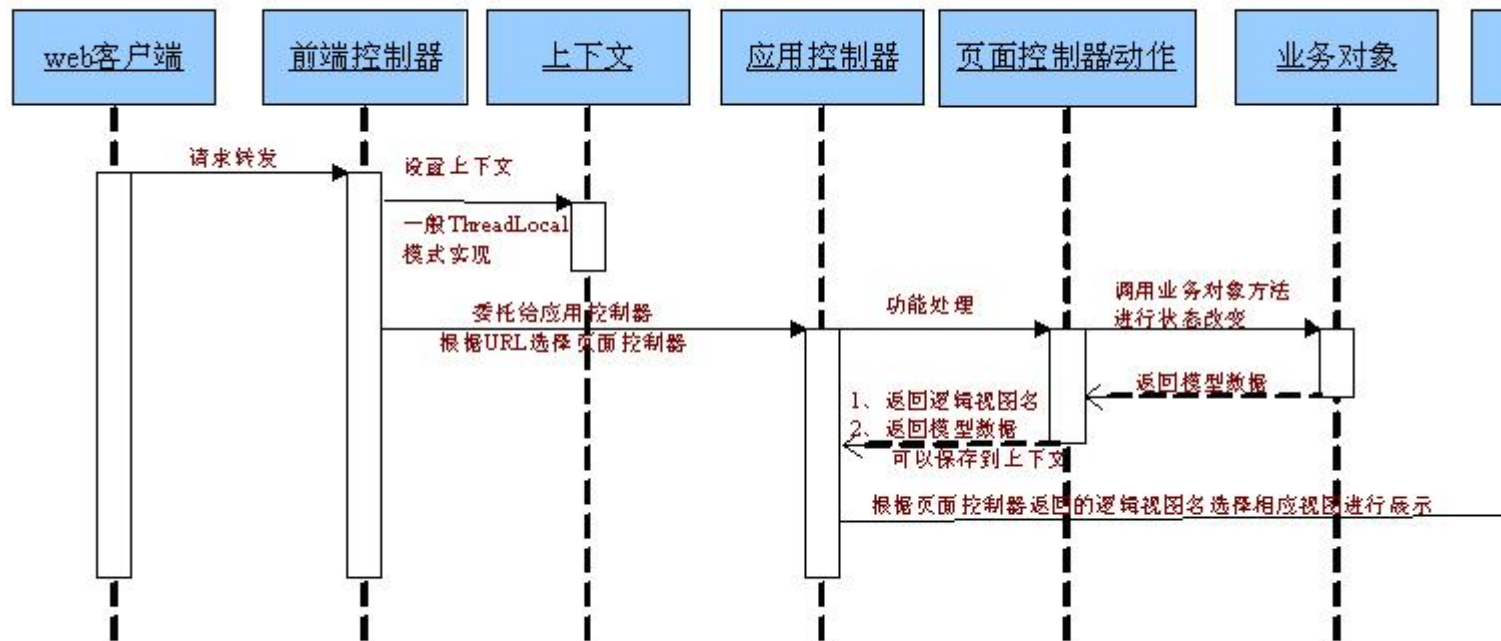 web客户端
前端控制器
上下文
应用控制器
页面控制器/动作
业务对象
请求转发
设置上下文
一般ThreadLocal
模式实现
委托给应用控制器
根据URL选择页面控制器
功能处理
调用业务对象方法
进行状态改变
返回模型数据
1、返回逻辑视图名
2、返回模型数据
可以保存到上下文
根据页面控制器返回的逻辑视图名选择相应视图进行展示